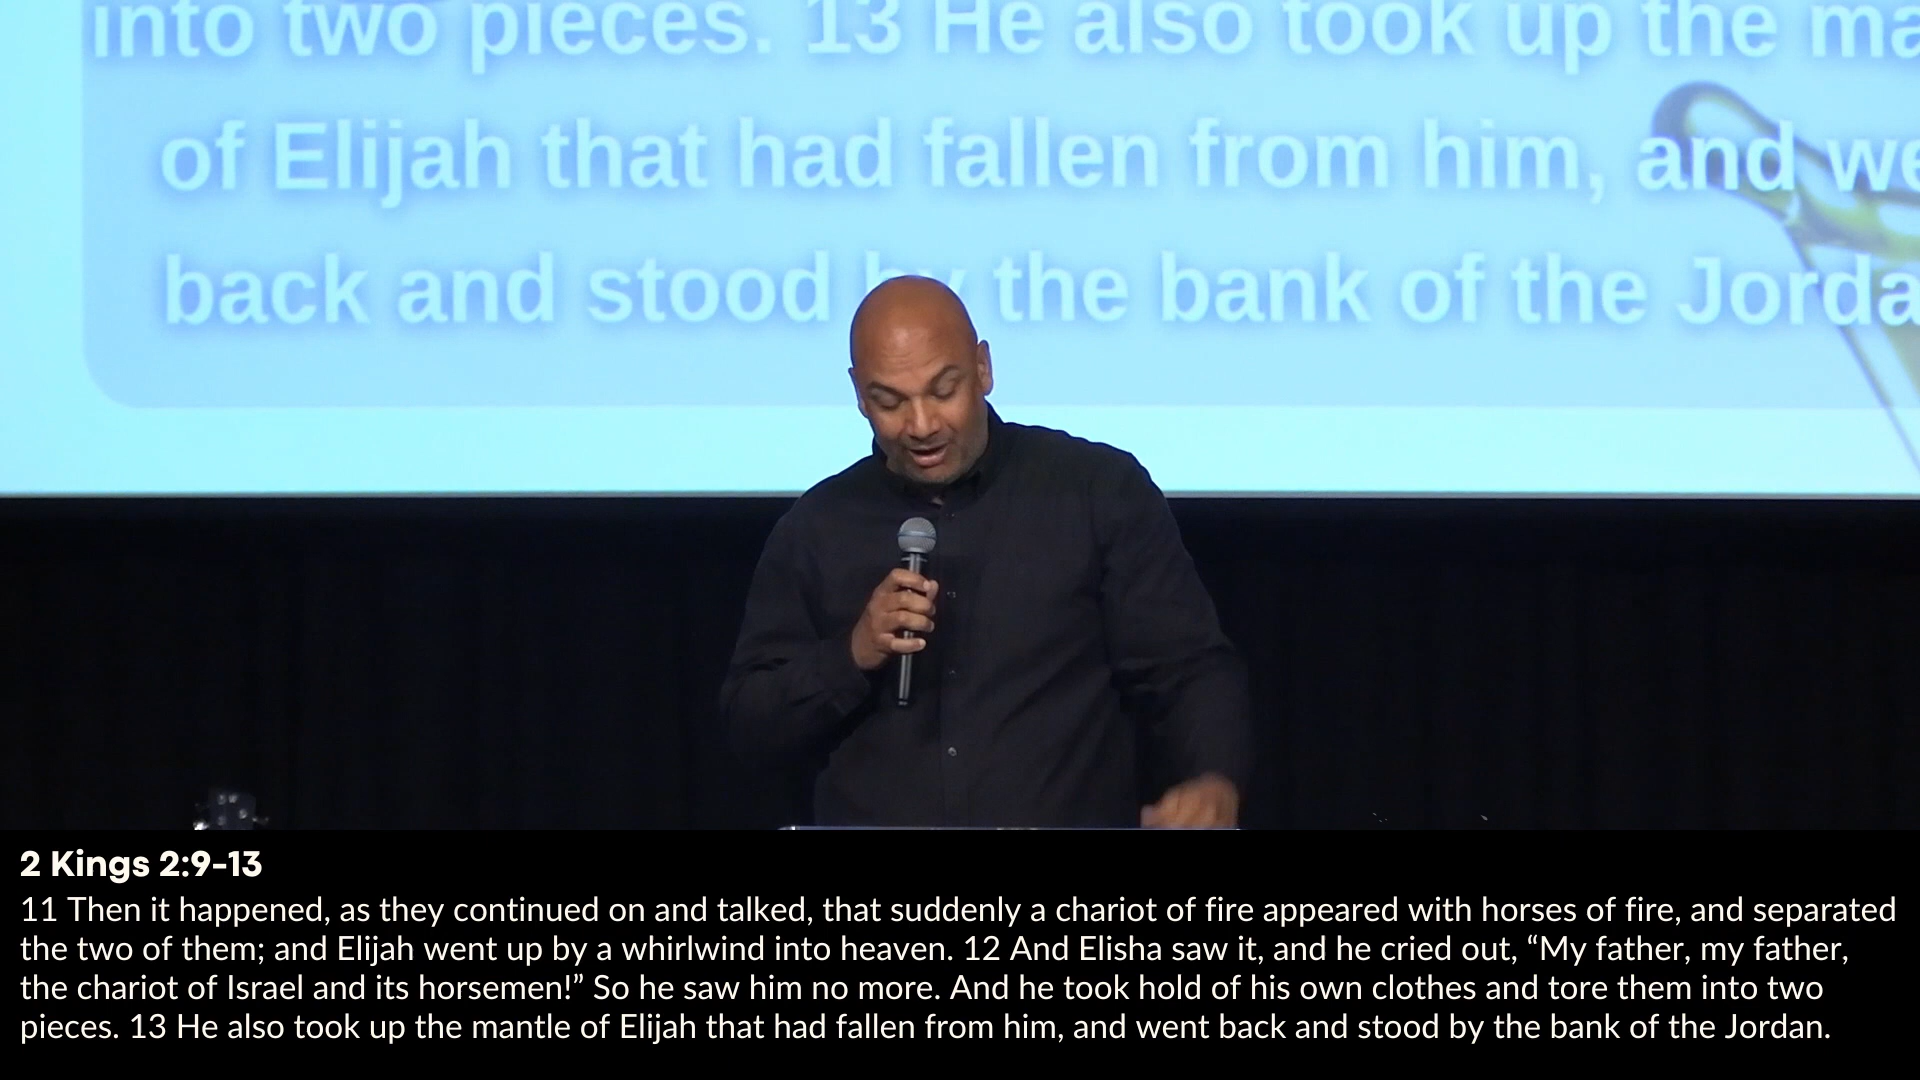 into two pieces. 13 He also took up the
of Elijah that had fallen from him, and
back and stood by the bank of the
2 Kings 2:9-13
11 Then it happened, as they continued on and talked, that suddenly a chariot of fire appeared with horses of fire, and separated
the two of them; and Elijah went up by a whirlwind into heaven. 12 And Elisha saw it, and he cried out, “My father, my father,
the chariot of Israel and its horsemen!” So he saw him no more. And he took hold of his own clothes and tore them into two
pieces. 13 He also took up the mantle of Elijah that had fallen from him, and went back and stood by the bank of the Jordan.